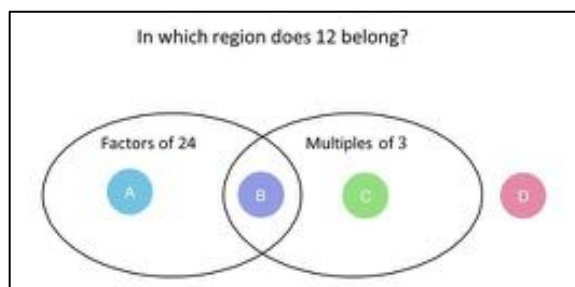 In which region does 12 belong?
Factors of 24
Multiples of 3
A
B
C
D